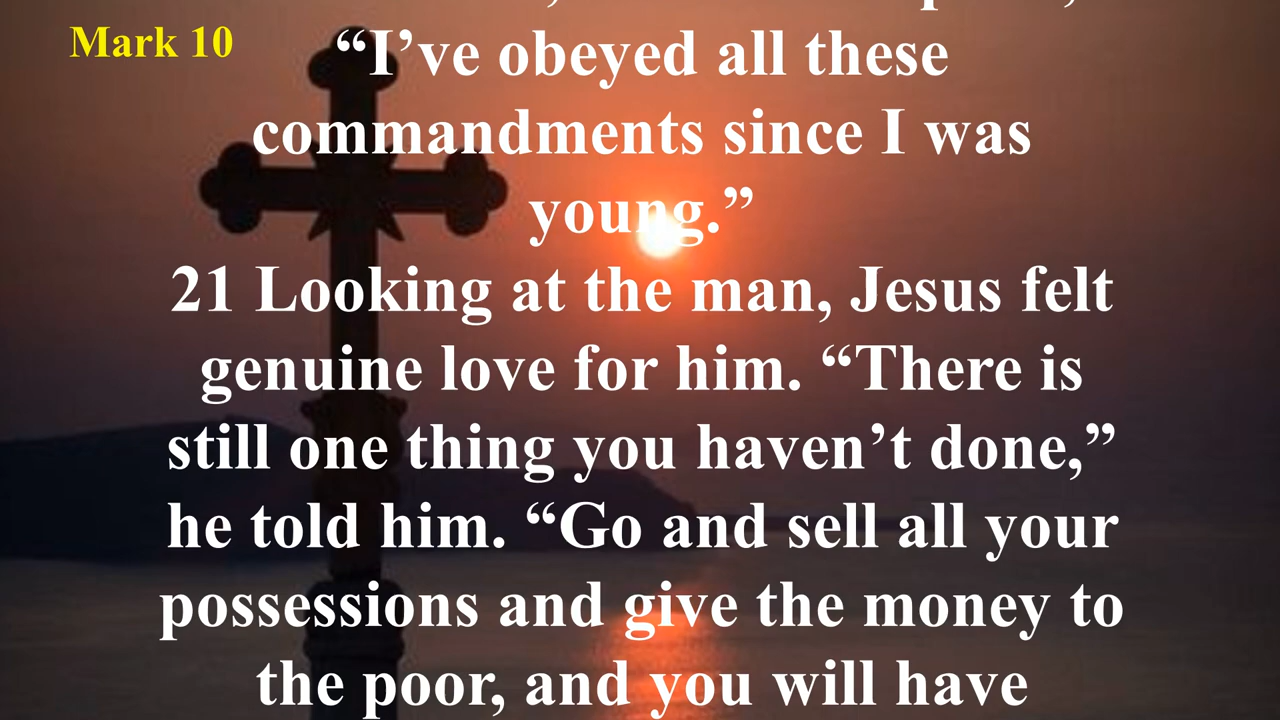 Mark 10
“I’ve obeyed all these
commandments since I was
young.”
21 Looking at the man, Jesus felt
genuine love for him. “There is
still one thing you haven’t done,”
he told him. “Go and sell all your
possessions and give the money to
the poor, and you will have